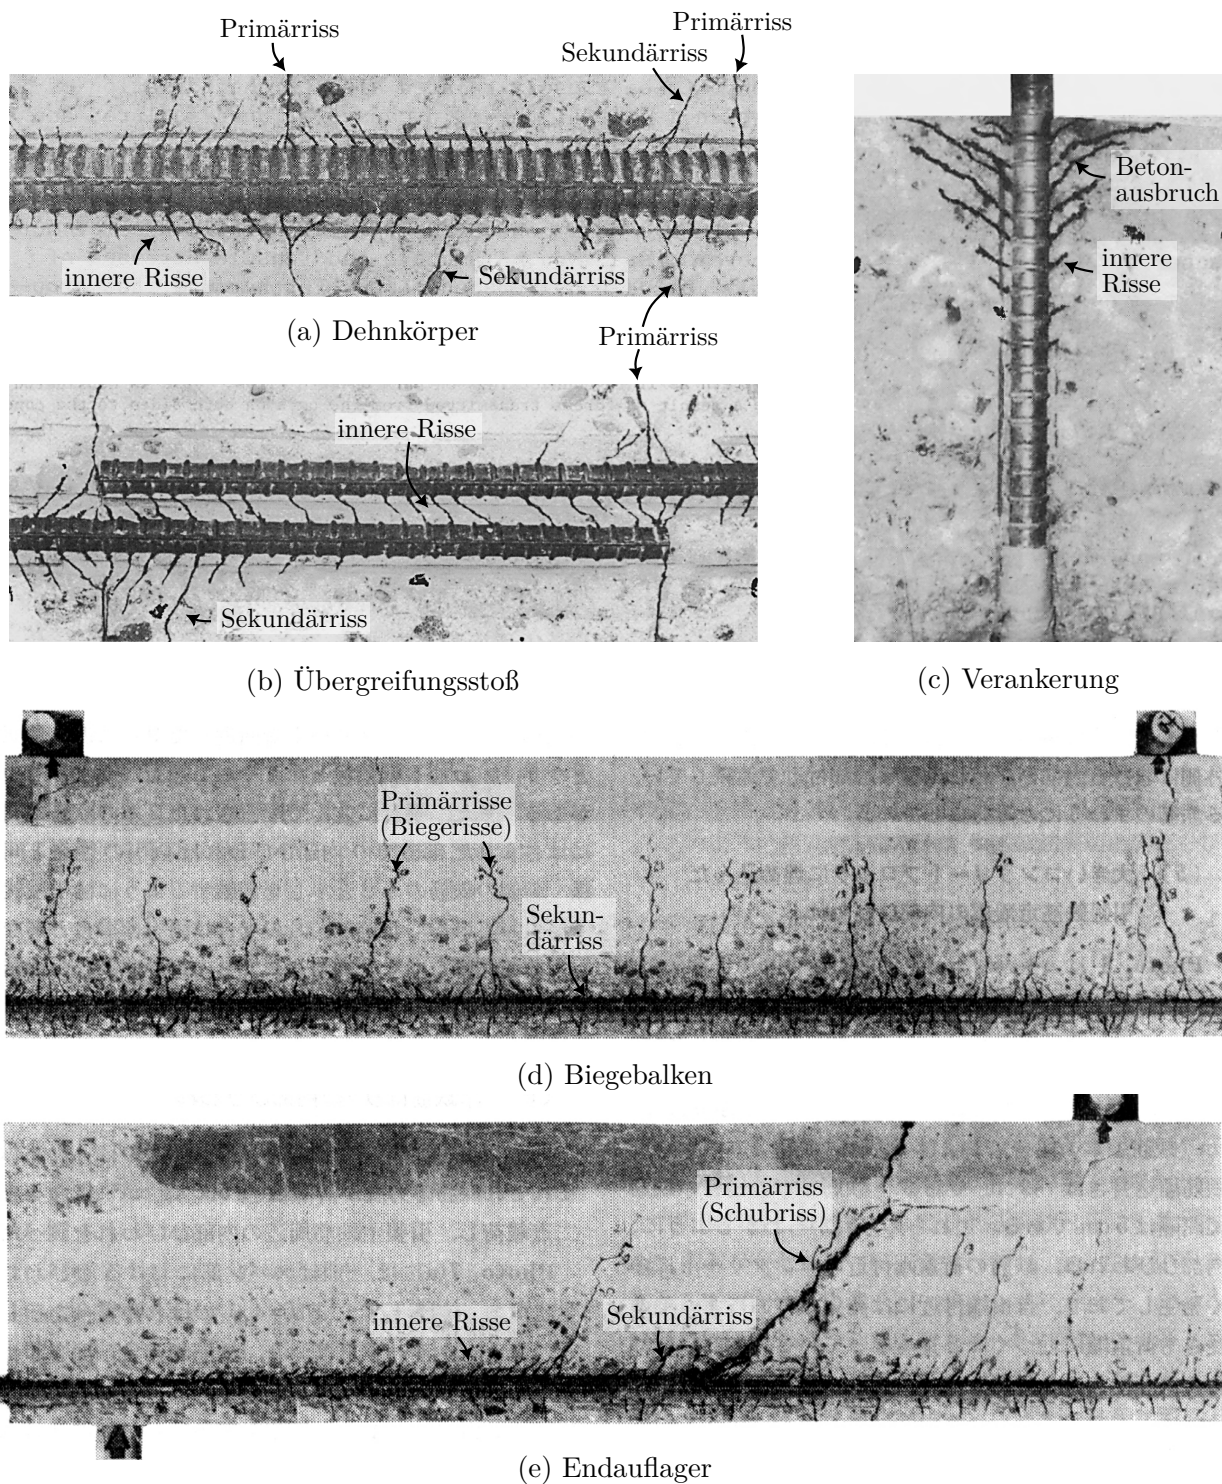 Primärriss
Primärriss
Sekundärriss
innere Risse
Sekundärriss
(a) Dehnkörper
Primärriss
Beton-
ausbruch
innere
Risse
innere Risse
Sekundärriss
(b) Übergreifungsstoß
(c) Verankerung
Primärrisse
(Biegerisse)
Sekun-
därriss
(d) Biegebalken
Primärriss
(Schubriss)
innere Risse
Sekundärriss
(e) Endauflager